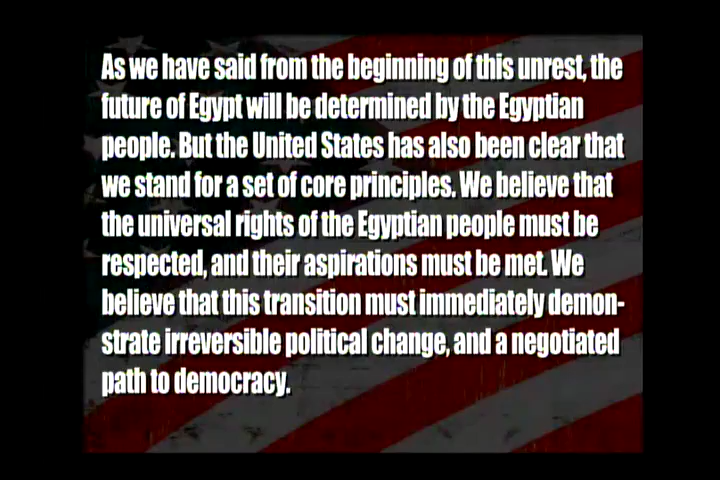 As we have said from the beginning of this unrest, the
future of Egypt will be determined by the Egyptian
people. But the United States has also been clear that
we stand for a set of core principles. We believe that
the universal rights of the Egyptian people must be
respected, and their aspirations must be met. We
believe that this transition must immediately demon-
strate irreversible political change, and a negotiated
path to democracy.